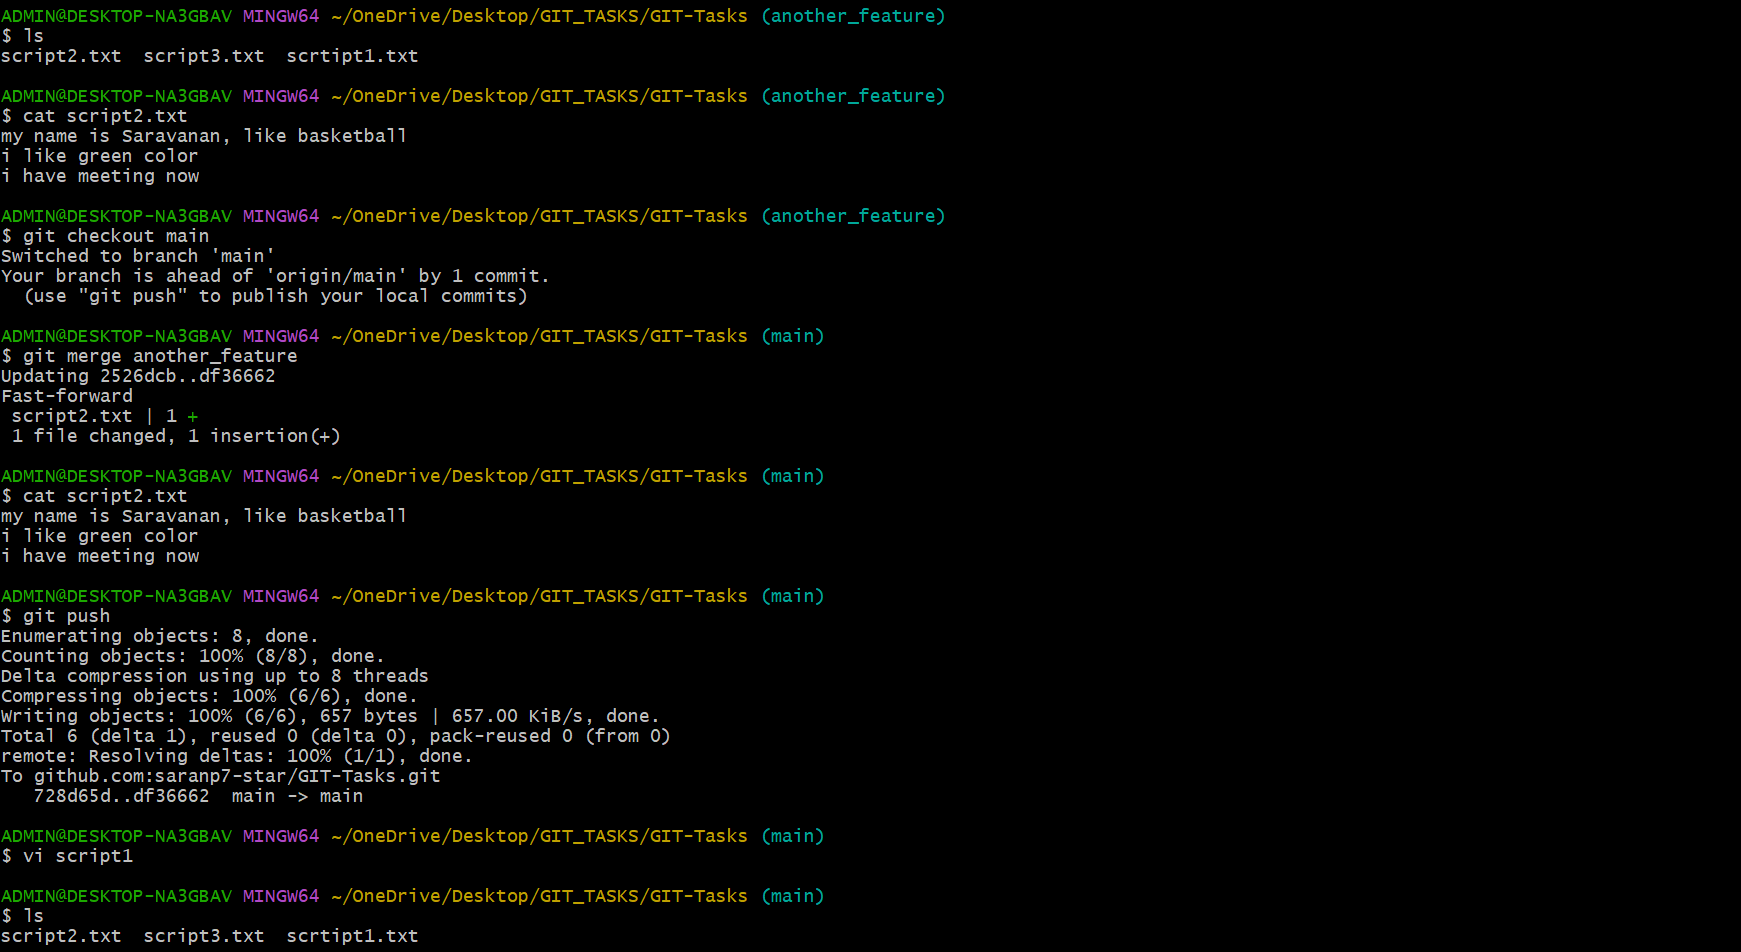 ADMIN@DESKTOP-NA3GBAV MINGW64 ~/OneDrive/Desktop/GIT_TASKS/GIT-Tasks (another_feature)
$ ls
script2.txt  script3.txt  scrtipt1.txt

ADMIN@DESKTOP-NA3GBAV MINGW64 ~/OneDrive/Desktop/GIT_TASKS/GIT-Tasks (another_feature)
$ cat script2.txt
my name is Saravanan, like basketball
i like green color
i have meeting now

ADMIN@DESKTOP-NA3GBAV MINGW64 ~/OneDrive/Desktop/GIT_TASKS/GIT-Tasks (another_feature)
$ git checkout main
Switched to branch 'main'
Your branch is ahead of 'origin/main' by 1 commit.
  (use "git push" to publish your local commits)

ADMIN@DESKTOP-NA3GBAV MINGW64 ~/OneDrive/Desktop/GIT_TASKS/GIT-Tasks (main)
$ git merge another_feature
Updating 2526dcb..df36662
Fast-forward
 script2.txt | 1 +
 1 file changed, 1 insertion(+)

ADMIN@DESKTOP-NA3GBAV MINGW64 ~/OneDrive/Desktop/GIT_TASKS/GIT-Tasks (main)
$ cat script2.txt
my name is Saravanan, like basketball
i like green color
i have meeting now

ADMIN@DESKTOP-NA3GBAV MINGW64 ~/OneDrive/Desktop/GIT_TASKS/GIT-Tasks (main)
$ git push
Enumerating objects: 8, done.
Counting objects: 100% (8/8), done.
Delta compression using up to 8 threads
Compressing objects: 100% (6/6), done.
Writing objects: 100% (6/6), 657 bytes | 657.00 KiB/s, done.
Total 6 (delta 1), reused 0 (delta 0), pack-reused 0 (from 0)
remote: Resolving deltas: 100% (1/1), done.
To github.com:saranp7-star/GIT-Tasks.git
   728d65d..df36662  main -> main

ADMIN@DESKTOP-NA3GBAV MINGW64 ~/OneDrive/Desktop/GIT_TASKS/GIT-Tasks (main)
$ vi script1

ADMIN@DESKTOP-NA3GBAV MINGW64 ~/OneDrive/Desktop/GIT_TASKS/GIT-Tasks (main)
$ ls
script2.txt  script3.txt  scrtipt1.txt